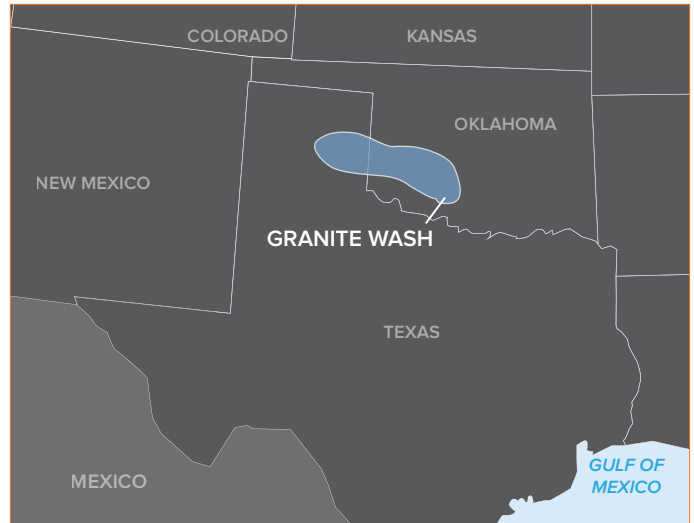 COLORADO
KANSAS
OKLAHOMA
NEW MEXICO
GRANITE WASH
TEXAS
GULF OF
MEXICO
MEXICO